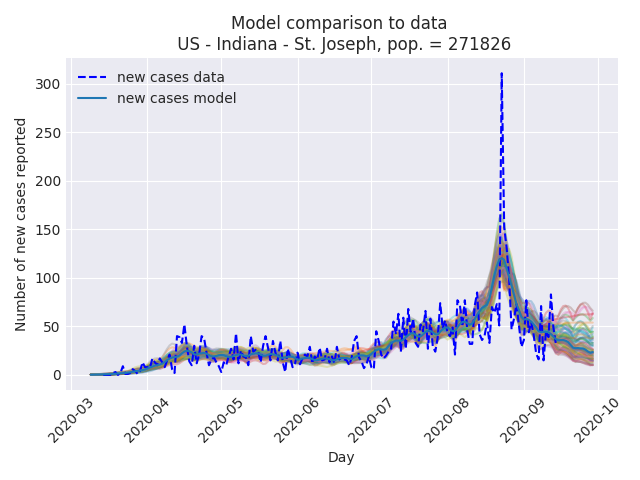 Model comparison to data
US - Indiana - St. Joseph, pop. = 271826
new cases data
new cases model
Number of new cases reported
300
250
200
150
100
50
0
2020-03
2020-04
2020-05
2020-06
2020-07
2020-08
2020-09
2020-10
Day